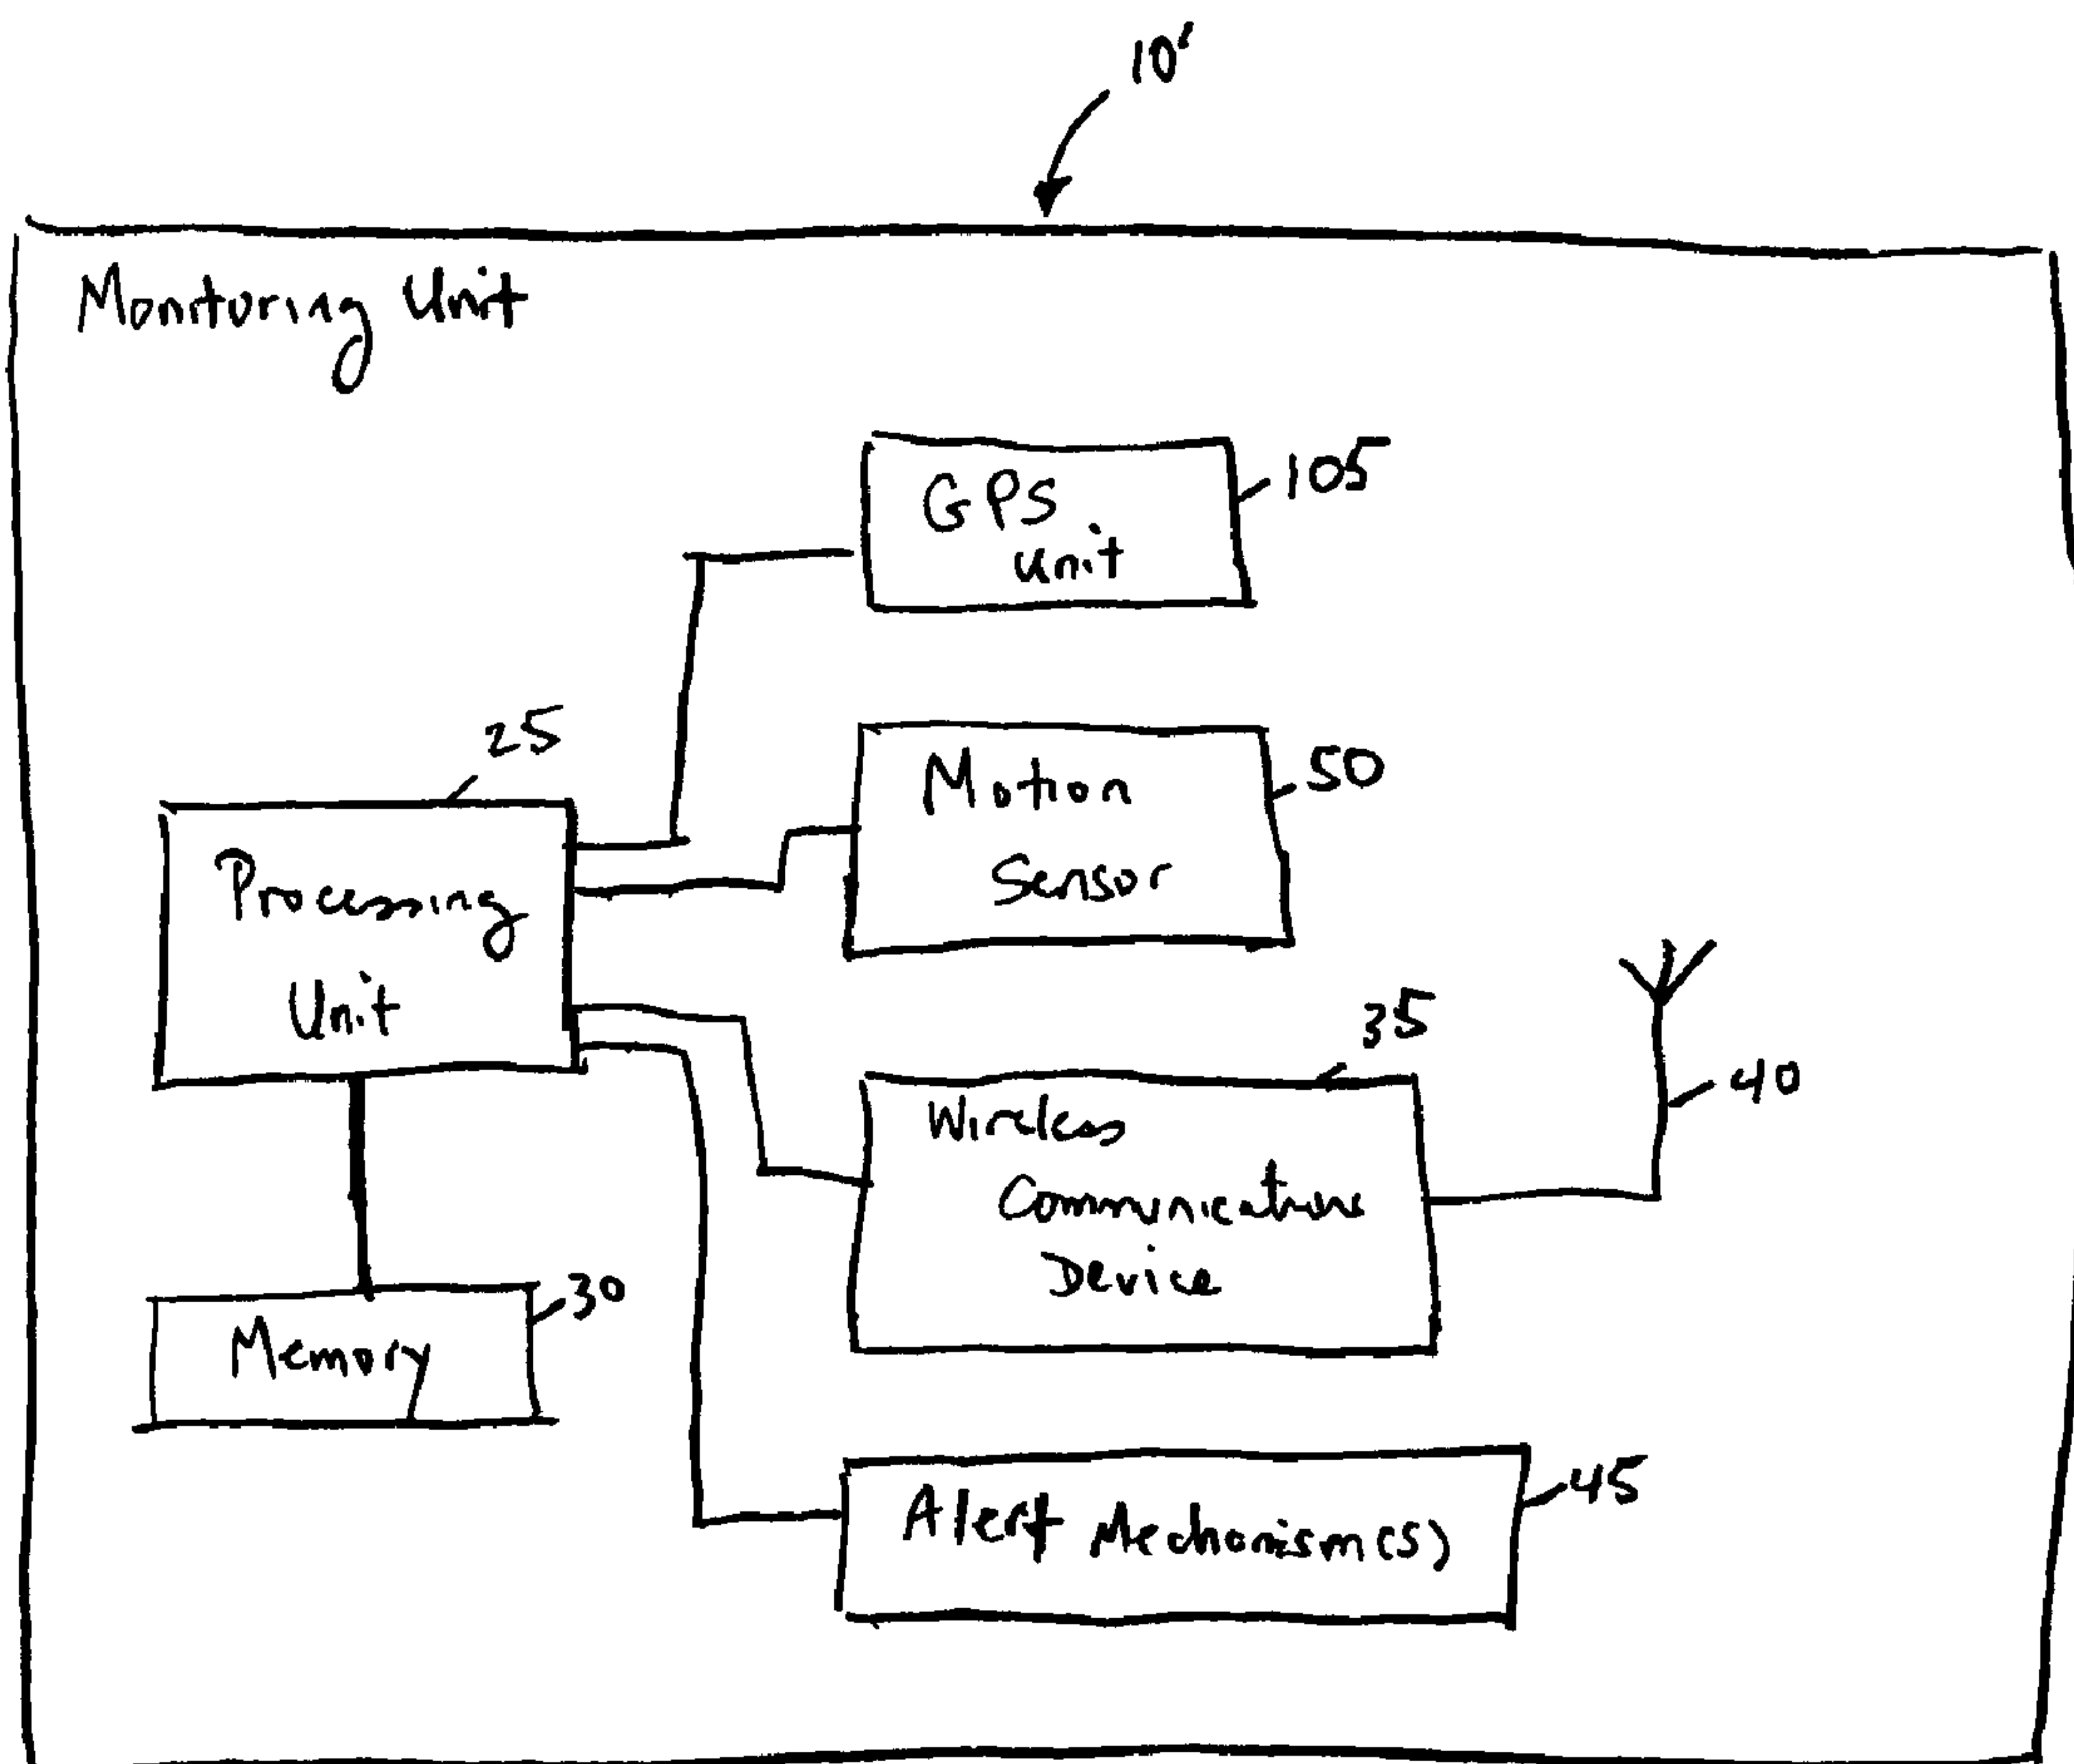 10'
Monitoring Unit
GPS
Unit
105
25
Motion
Sensor
50
Processing
Unit
35
Wireless
Communications
Device
40
30
Memory
Alert Mechanism(s)
45